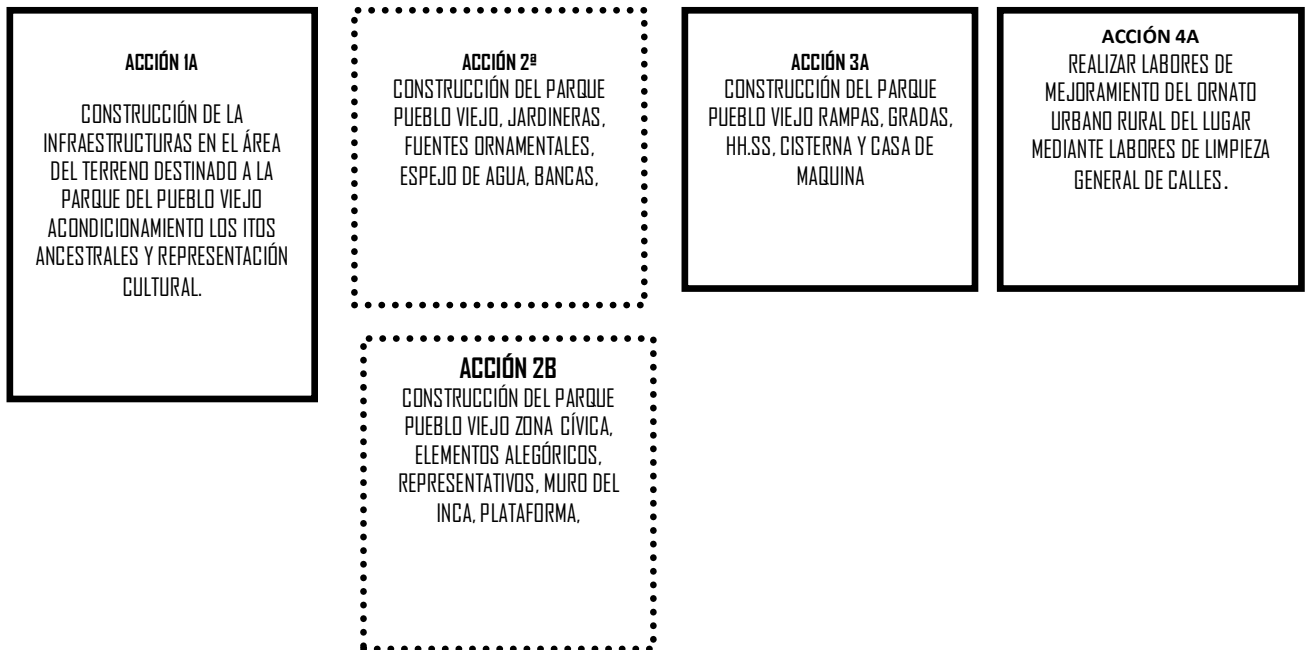 ACCIÓN 1A
CONSTRUCCIÓN DE LA
INFRAESTRUCTURAS EN EL ÁREA
DEL TERRENO DESTINADO A LA
PARQUE DEL PUEBLO VIEJO
ACONDICIONAMIENTO LOS ITOS
ANCESTRALES Y REPRESENTACIÓN
CULTURAL.
ACCIÓN 2ª
CONSTRUCCIÓN DEL PARQUE
PUEBLO VIEJO, JARDINERAS,
FUENTES ORNAMENTALES,
ESPEJO DE AGUA, BANCAS,
ACCIÓN 2B
CONSTRUCCIÓN DEL PARQUE
PUEBLO VIEJO ZONA CÍVICA,
ELEMENTOS ALEGÓRICOS,
REPRESENTATIVOS, MURO DEL
INCA, PLATAFORMA,
ACCIÓN 3A
CONSTRUCCIÓN DEL PARQUE
PUEBLO VIEJO RAMPAS, GRADAS,
HH.SS, CISTERNA Y CASA DE
MAQUINA
ACCIÓN 4A
REALIZAR LABORES DE
MEJORAMIENTO DEL ORNATO
URBANO RURAL DEL LUGAR
MEDIANTE LABORES DE LIMPIEZA
GENERAL DE CALLES.